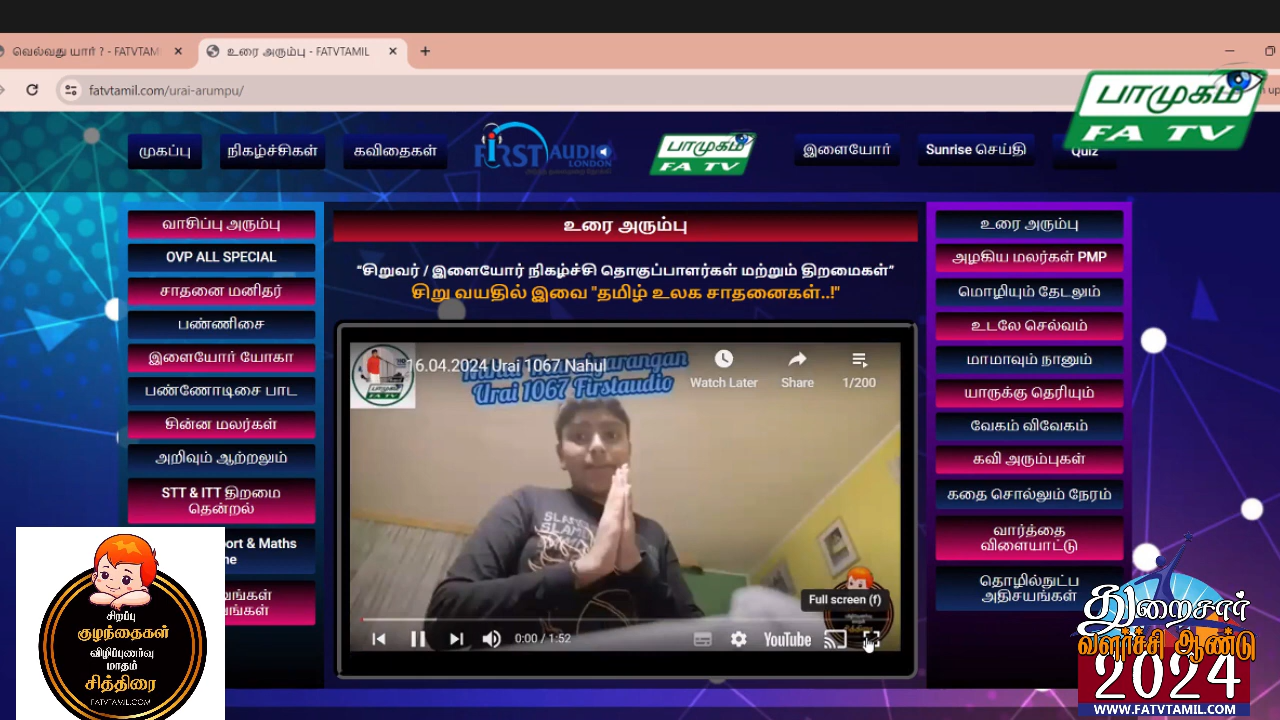 வெல்வது யார் ? - FATVTAMI
உரை அரும்பு - FATVTAMIL
fatvtamil.com/urai-arumpu/
பாமுகம்
FA TV
முகப்பு
நிகழ்ச்சிகள்
கவிதைகள்
FIRST AUDIO
LONDON
பாமுகம்
FA TV
இளையோர்
Sunrise செய்தி
Quiz
வாசிப்பு அரும்பு
OVP ALL SPECIAL
சாதனை மனிதர்
பண்ணிசை
இளையோர் யோகா
பண்ணோடிசை பாட
சின்ன மலர்கள்
அறிவும் ஆற்றலும்
STT & ITT திறமை
தென்றல்
ort & Maths
ne
உரை அரும்பு
“சிறுவர் / இளையோர் நிகழ்ச்சி தொகுப்பாளர்கள் மற்றும் திறமைகள்”
சிறு வயதில் இவை "தமிழ் உலக சாதனைகள்..!"
16.04.2024 Urai 1067 Nahul
Urai 1067 Firstaudio
Watch Later
Share
1/200
FA TV
Full screen (f)
0:00 / 1:52
YouTube
உரை அரும்பு
அழகிய மலர்கள் PMP
மொழியும் தேடலும்
உடலே செல்வம்
மாமாவும் நானும்
யாருக்கு தெரியும்
வேகம் விவேகம்
கவி அரும்புகள்
கதை சொல்லும் நேரம்
வார்த்தை
விளையாட்டு
தொழில்நுட்ப
அதிசயங்கள்
சிறப்பு
குழந்தைகள்
விழிப்புணர்வு
மாதம்
சித்திரை
FATVTAMIL.COM
துறைசார்
வளர்ச்சி ஆண்டு
2024
WWW.FATVTAMIL.COM